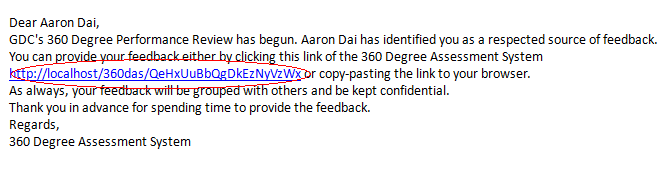 Dear Aaron Dai,
GDC's 360 Degree Performance Review has begun. Aaron Dai has identified you as a respected source of feedback.
You can provide your feedback either by clicking this link of the 360 Degree Assessment System
http://localhost/360das/QeHxUuBbQgDkEzNyVzWx or copy-pasting the link to your browser.
As always, your feedback will be grouped with others and be kept confidential.
Thank you in advance for spending time to provide the feedback.
Regards,
360 Degree Assessment System